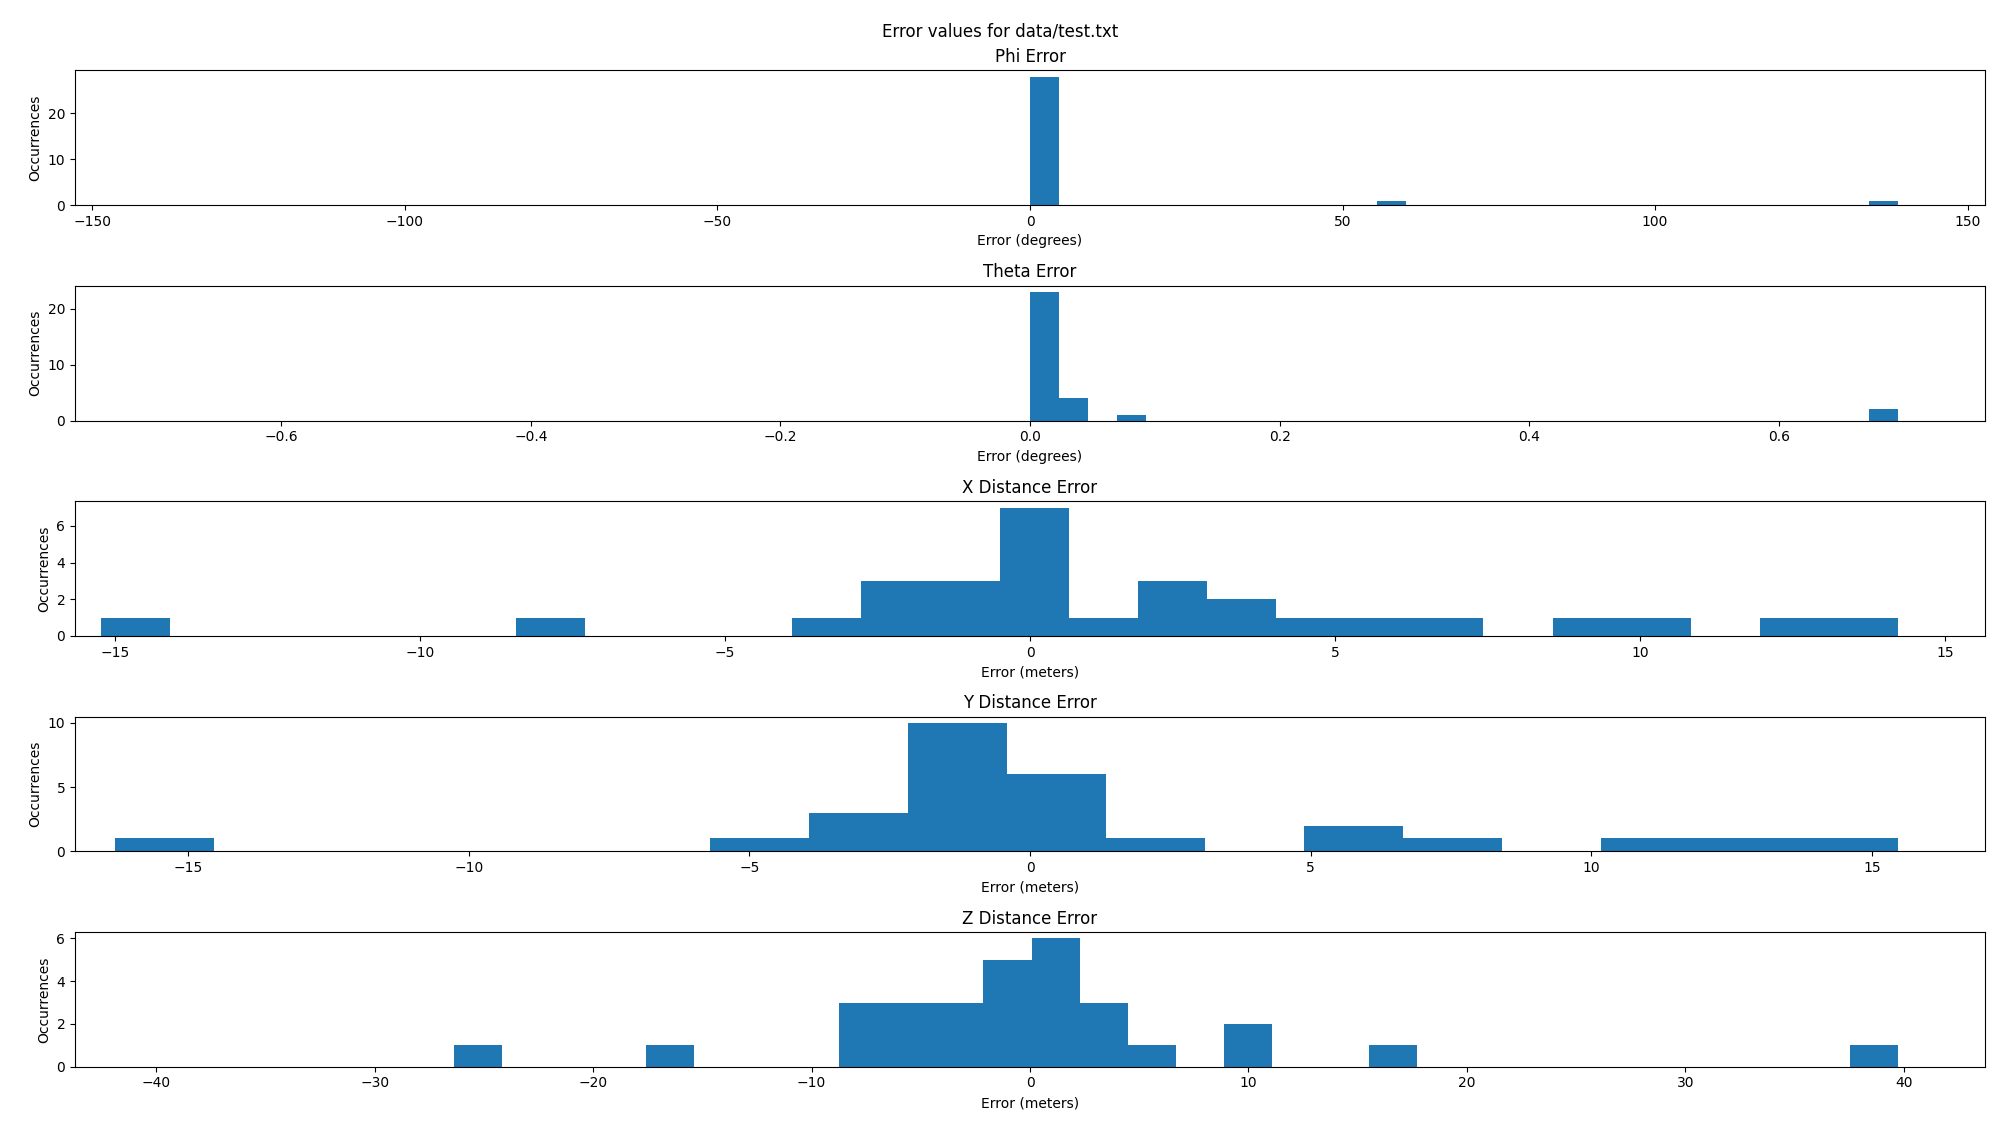 Error values for data/test.txt
Phi Error
Occurrences
20
10
0
−150 −100 −50 0 50 100 150
Error (degrees)
Theta Error
Occurrences
20
10
0
−0.6 −0.4 −0.2 0.0 0.2 0.4 0.6
Error (degrees)
X Distance Error
Occurrences
6
4
2
0
−15 −10 −5 0 5 10 15
Error (meters)
Y Distance Error
Occurrences
10
5
0
−15 −10 −5 0 5 10 15
Error (meters)
Z Distance Error
Occurrences
6
4
2
0
−40 −30 −20 −10 0 10 20 30 40
Error (meters)